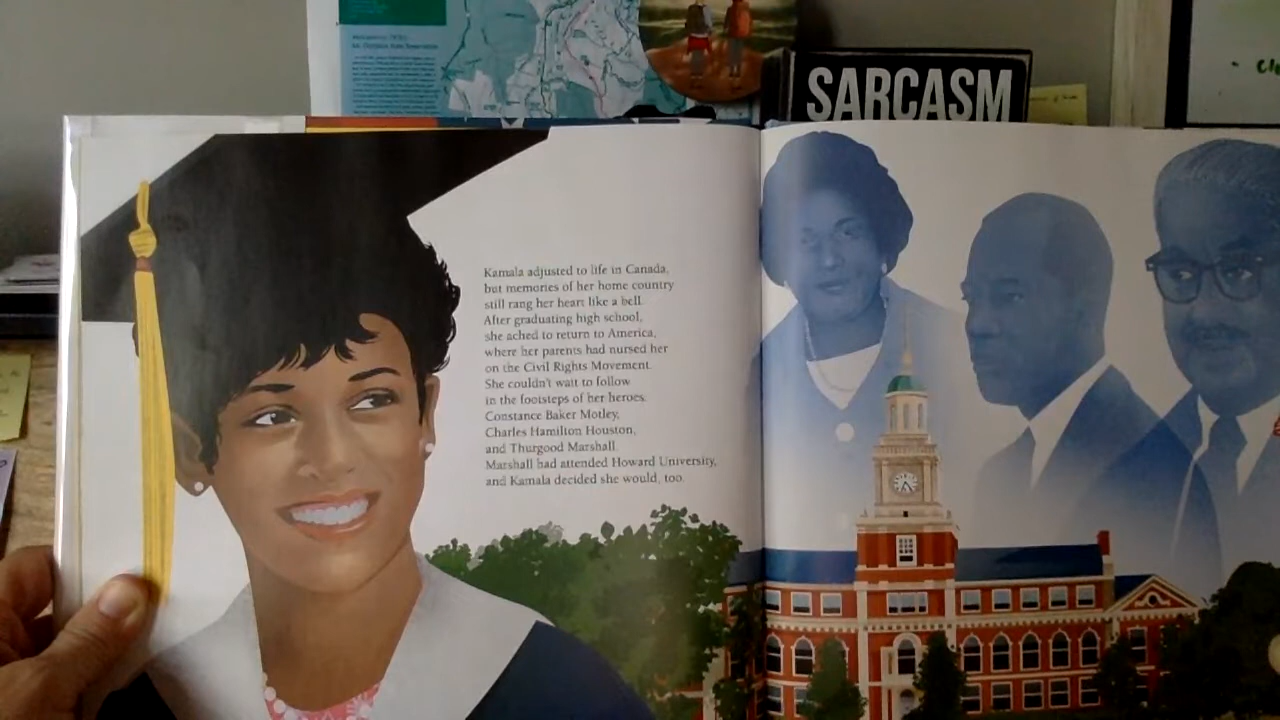 SARCASM
Kamala adjusted to life in Canada,
but memories of her home country
still rang her heart like a bell.
After graduating high school,
she ached to return to America,
where her parents had nursed her
on the Civil Rights Movement.
She couldn't wait to follow
in the footsteps of her heroes.
Constance Baker Motley,
Charles Hamilton Houston,
and Thurgood Marshall.
Marshall had attended Howard University,
and Kamala decided she would, too.